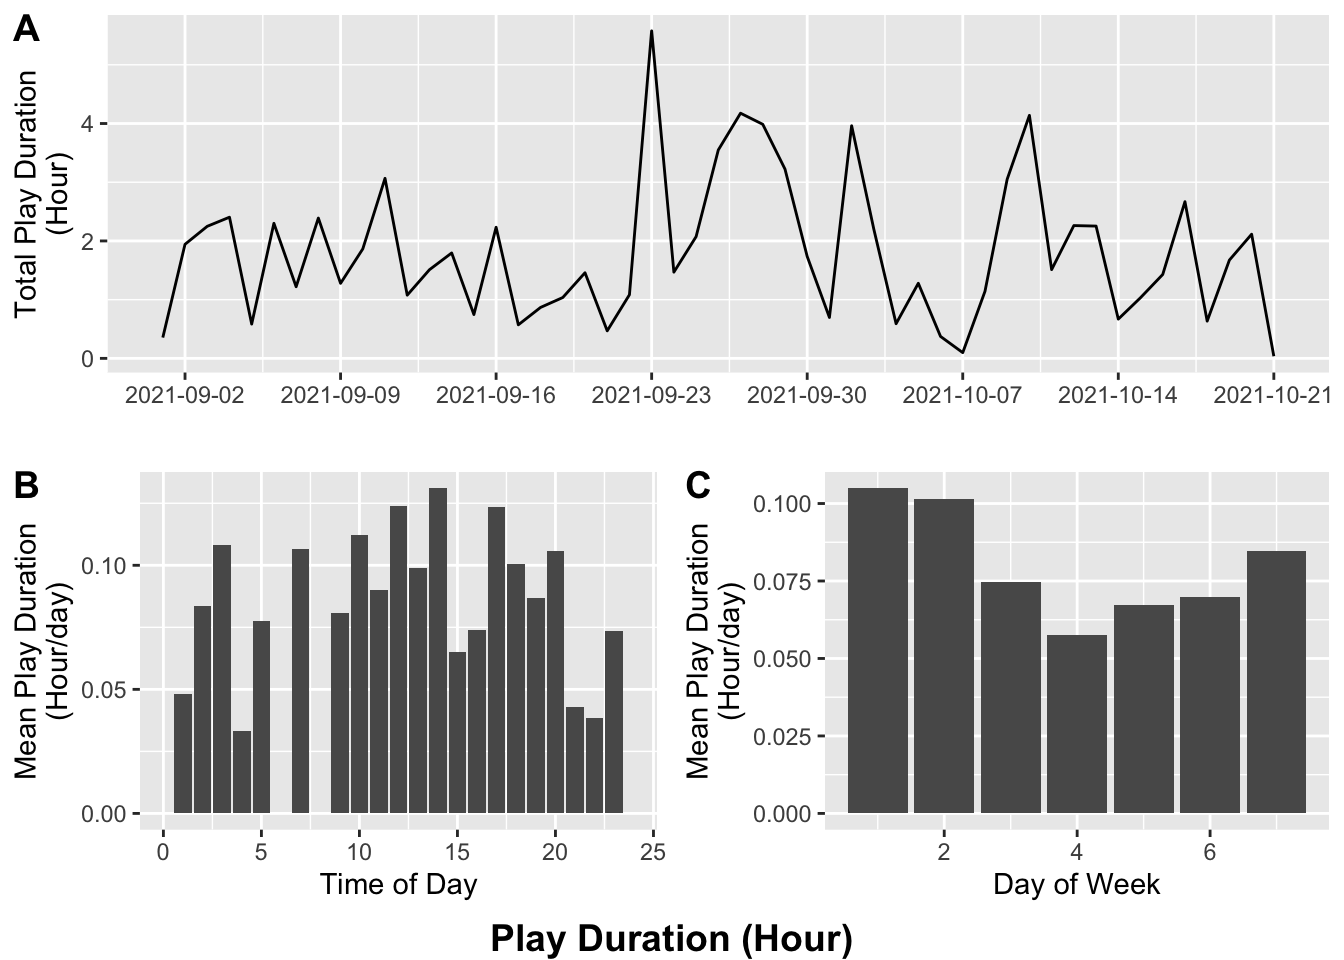 A
Total Play Duration
(Hour)
4
2
0
2021-09-02 2021-09-09 2021-09-16 2021-09-23 2021-09-30 2021-10-07 2021-10-14 2021-10-21
B
Mean Play Duration
(Hour/day)
0.10
0.05
0.00
0 5 10 15 20 25
Time of Day
C
Mean Play Duration
(Hour/day)
0.100
0.075
0.050
0.025
0.000
2 4 6
Day of Week
Play Duration (Hour)